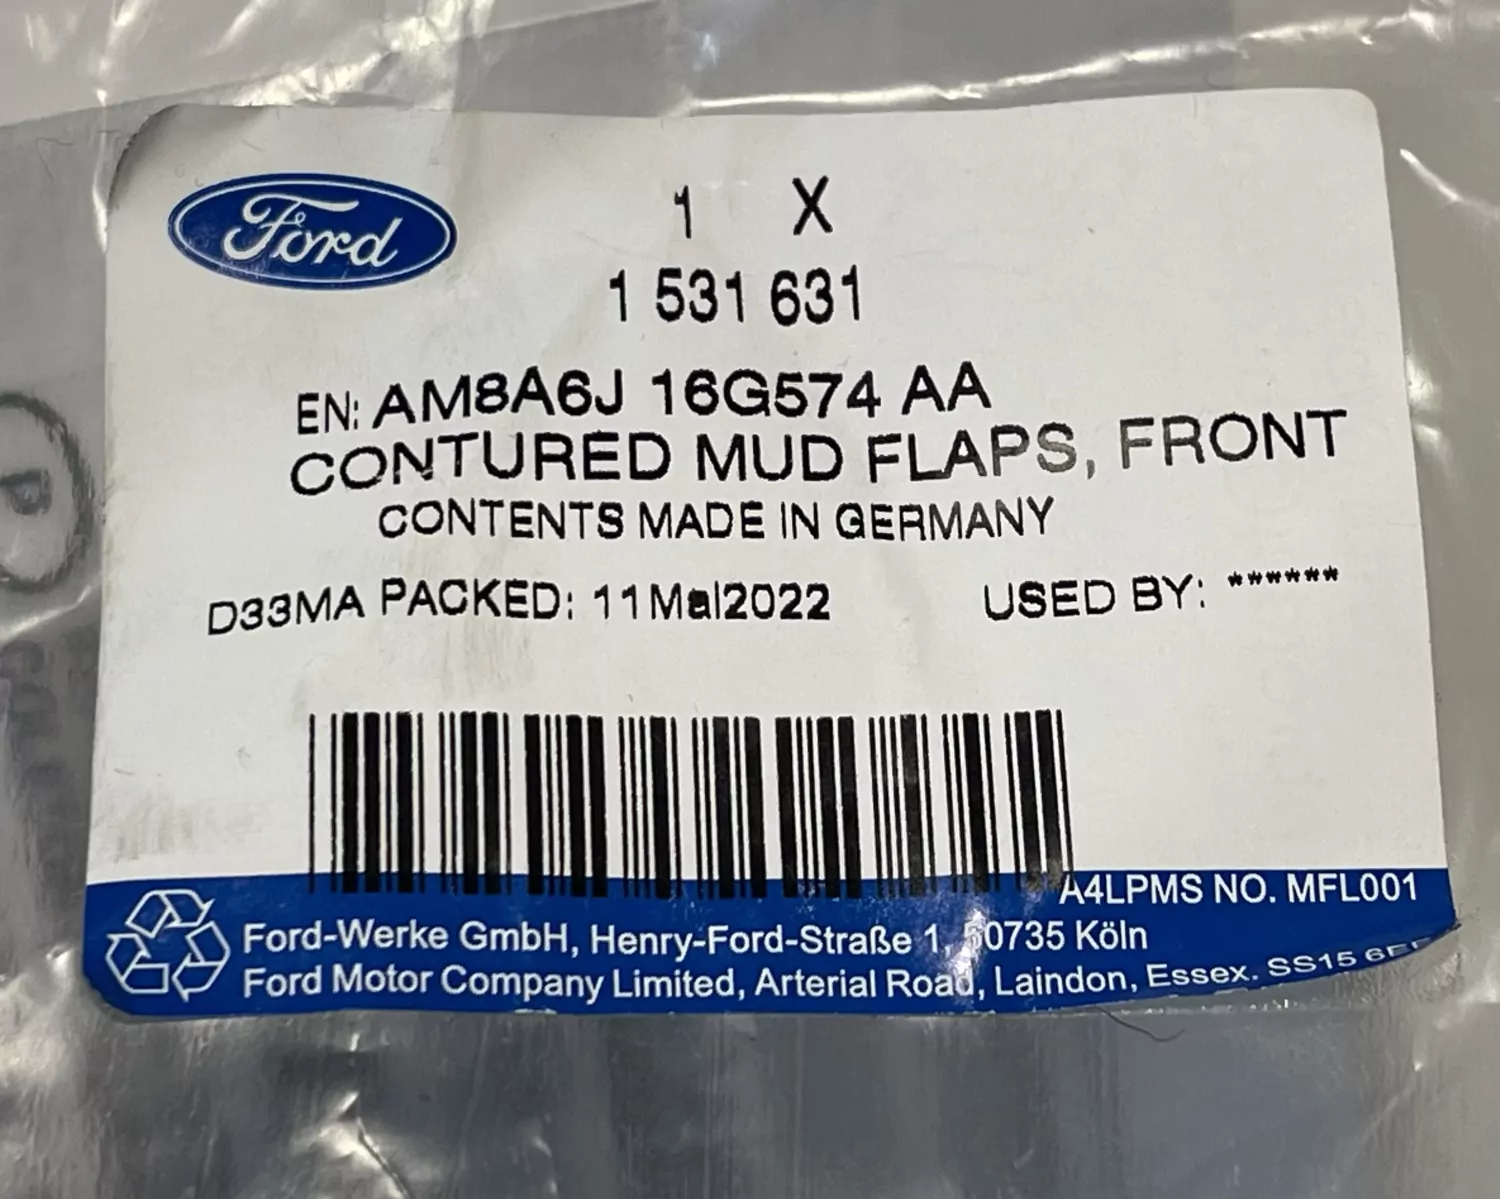 Ford
1 X
1 531 631
EN: AM8A6J 16G574 AA
CONTURED MUD FLAPS, FRONT
CONTENTS MADE IN GERMANY
D33MA PACKED: 11Mai2022 USED BY: ******
A4LPMS NO. MFL001
Ford-Werke GmbH, Henry-Ford-Straße 1, 50735 Köln
Ford Motor Company Limited, Arterial Road, Laindon, Essex. SS15